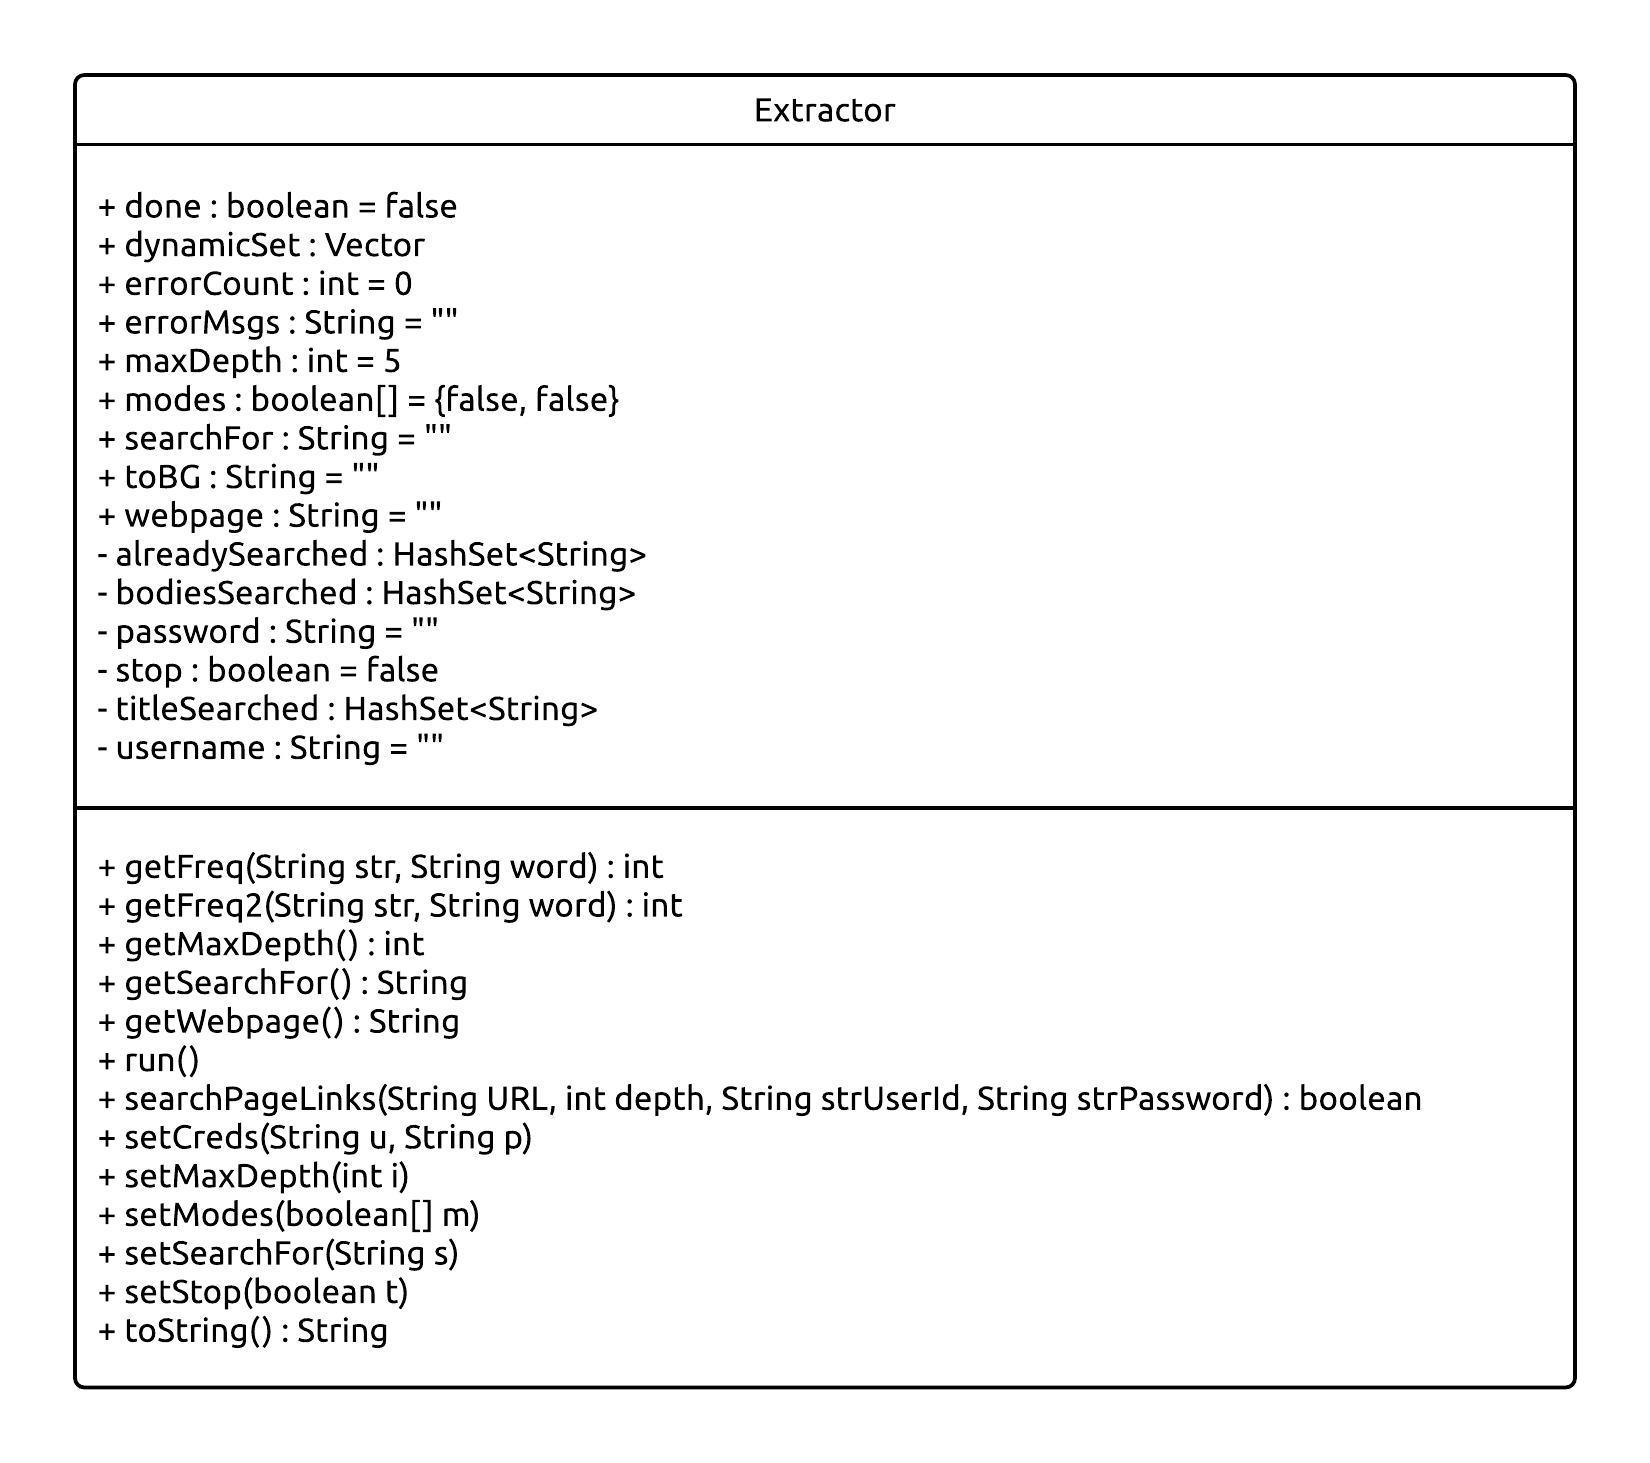 Extractor
+ done : boolean = false
+ dynamicSet : Vector
+ errorCount : int = 0
+ errorMsgs : String = ""
+ maxDepth : int = 5
+ modes : boolean[] = {false, false}
+ searchFor : String = ""
+ toBG : String = ""
+ webpage : String = ""
- alreadySearched : HashSet<String>
- bodiesSearched : HashSet<String>
- password : String = ""
- stop : boolean = false
- titleSearched : HashSet<String>
- username : String = ""
+ getFreq(String str, String word) : int
+ getFreq2(String str, String word) : int
+ getMaxDepth() : int
+ getSearchFor() : String
+ getWebpage() : String
+ run()
+ searchPageLinks(String URL, int depth, String strUserId, String strPassword) : boolean
+ setCreds(String u, String p)
+ setMaxDepth(int i)
+ setModes(boolean[] m)
+ setSearchFor(String s)
+ setStop(boolean t)
+ toString() : String